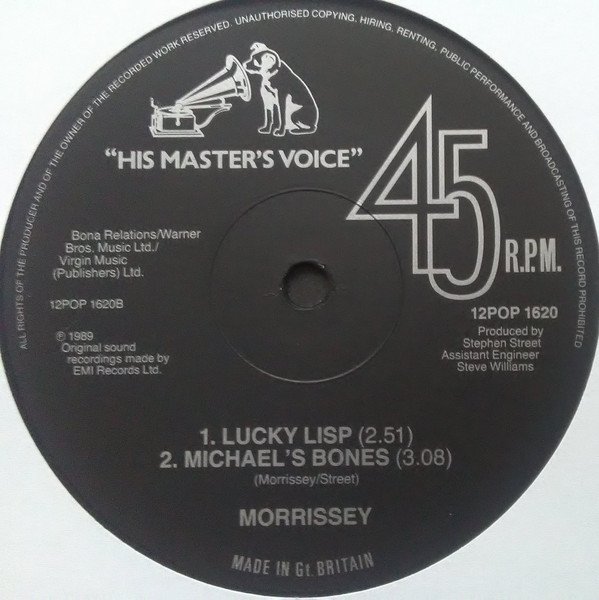 ALL RIGHTS OF THE PRODUCER AND OF THE OWNER OF THE RECORDED WORK RESERVED. UNAUTHORISED COPYING, HIRING, RENTING, PUBLIC PERFORMANCE AND BROADCASTING OF THIS RECORD PROHIBITED
"HIS MASTER'S VOICE"
45
R.P.M.
Bona Relations/Warner
Bros. Music Ltd./
Virgin Music
(Publishers) Ltd.
12POP 1620B
℗ 1989
Original sound
recordings made by
EMI Records Ltd.
12POP 1620
Produced by
Stephen Street
Assistant Engineer
Steve Williams
1. LUCKY LISP (2.51)
2. MICHAEL'S BONES (3.08)
(Morrissey/Street)
MORRISSEY
MADE IN Gt. BRITAIN